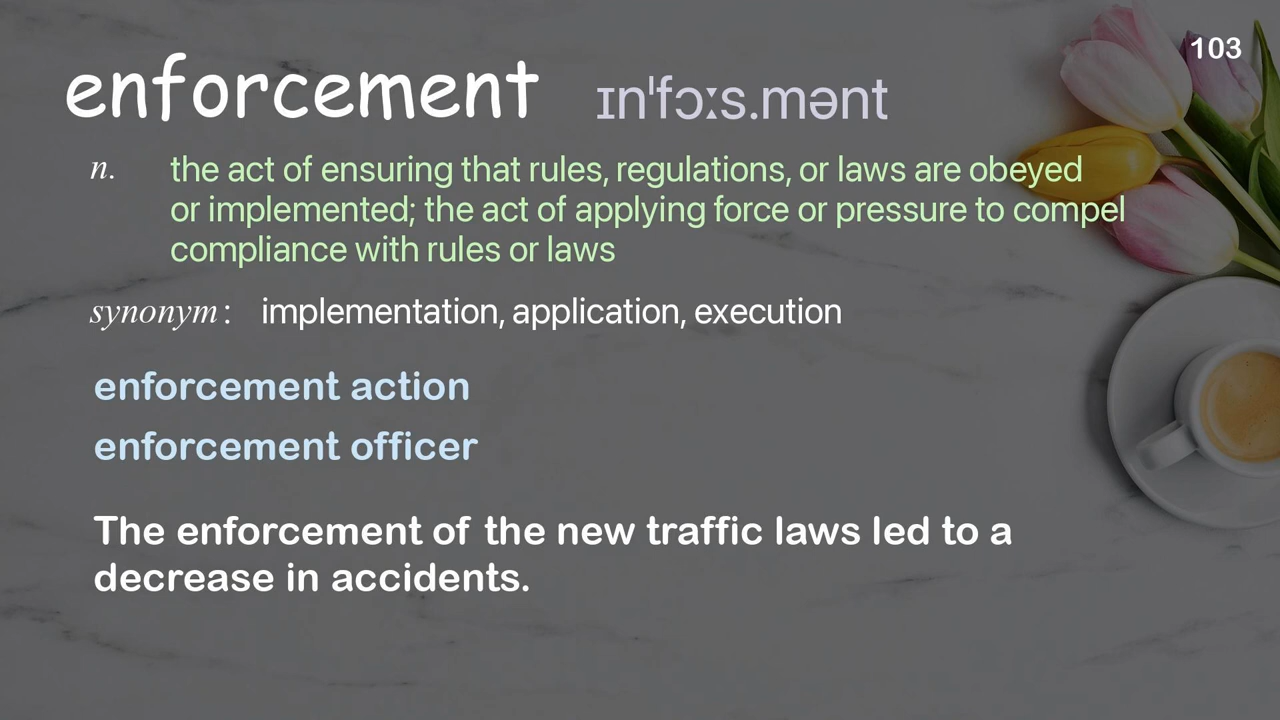 103
enforcement ɪnˈfɔːs.mənt
n. the act of ensuring that rules, regulations, or laws are obeyed
or implemented; the act of applying force or pressure to compel
compliance with rules or laws
synonym: implementation, application, execution
enforcement action
enforcement officer
The enforcement of the new traffic laws led to a
decrease in accidents.